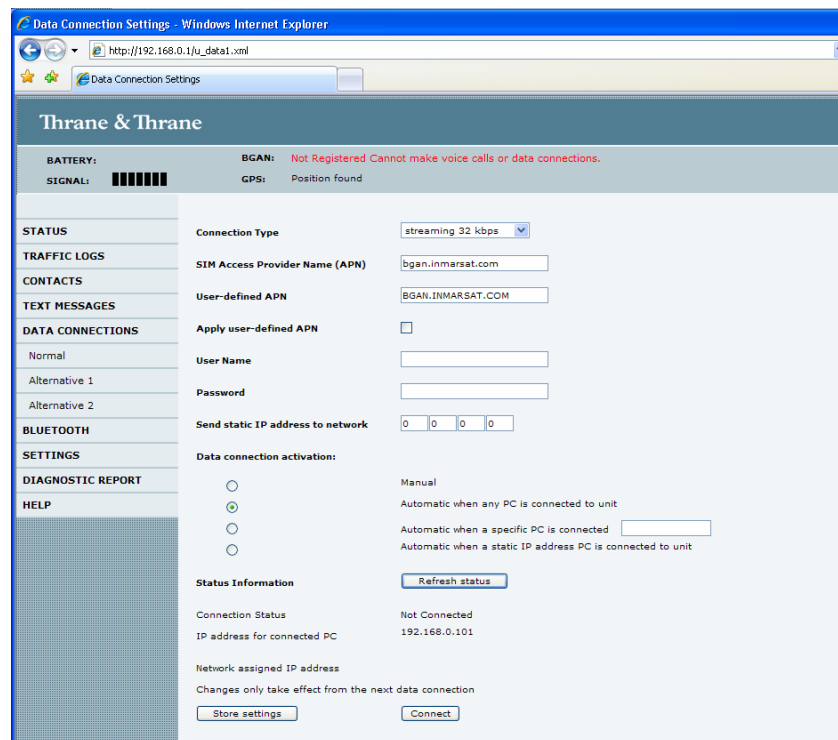 Data Connection Settings - Windows Internet Explorer
http://192.168.0.1/u_data1.xml
Data Connection Settings
Thrane & Thrane
BATTERY:
BGAN: Not Registered Cannot make voice calls or data connections.
SIGNAL:
GPS: Position found
STATUS
TRAFFIC LOGS
CONTACTS
TEXT MESSAGES
DATA CONNECTIONS
Normal
Alternative 1
Alternative 2
BLUETOOTH
SETTINGS
DIAGNOSTIC REPORT
HELP
Connection Type streaming 32 kbps
SIM Access Provider Name (APN) bgan.inmarsat.com
User-defined APN BGAN.INMARSAT.COM
Apply user-defined APN
User Name
Password
Send static IP address to network 0 0 0 0
Data connection activation:
Manual
Automatic when any PC is connected to unit
Automatic when a specific PC is connected
Automatic when a static IP address PC is connected to unit
Status Information Refresh status
Connection Status Not Connected
IP address for connected PC 192.168.0.101
Network assigned IP address
Changes only take effect from the next data connection
Store settings Connect